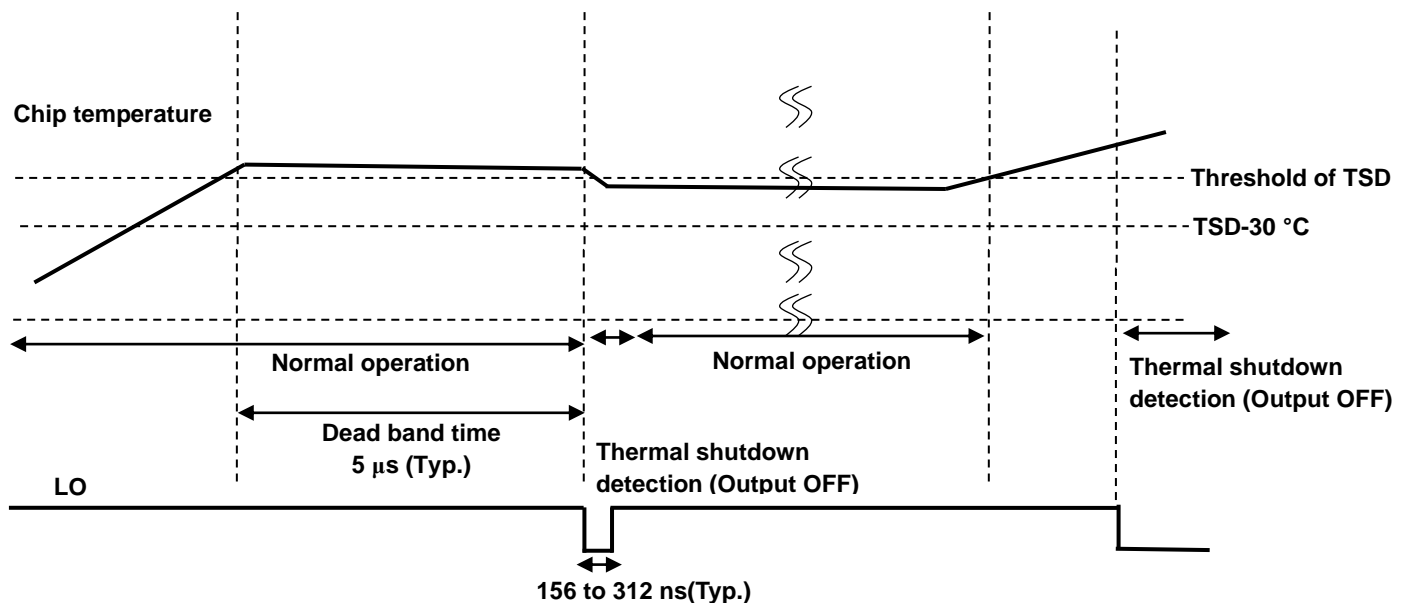 Chip temperature
Threshold of TSD
TSD-30 °C
Normal operation
Normal operation
Thermal shutdown
detection (Output OFF)
Dead band time
5 μs (Typ.)
Thermal shutdown
detection (Output OFF)
LO
156 to 312 ns(Typ.)